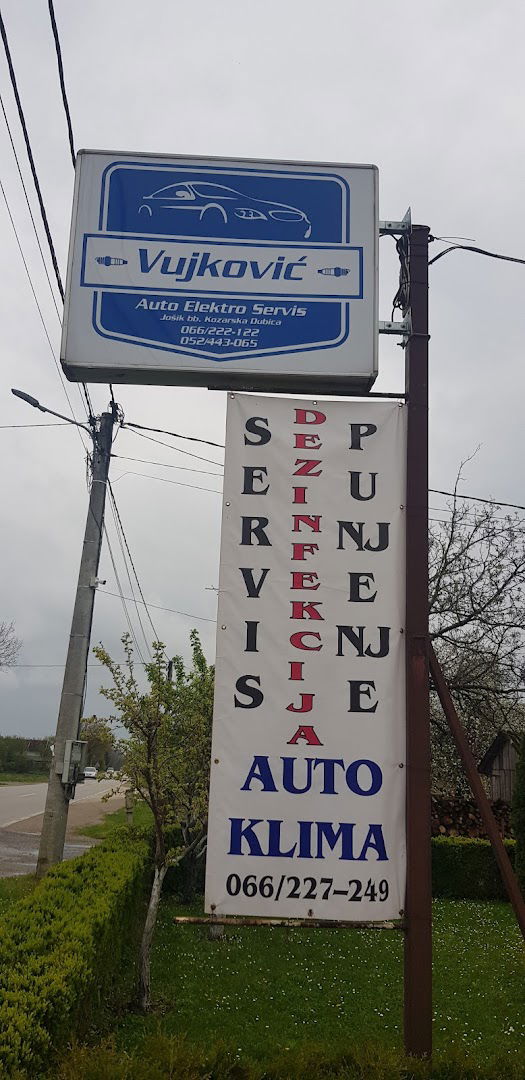 Vujković
Auto Elektro Servis
Jošik bb. Kozarska Dubica
066/222-122
052/443-065
SERVIS
DEZINFEKCIJA
PUNJENJE
AUTO
KLIMA
066/227-249